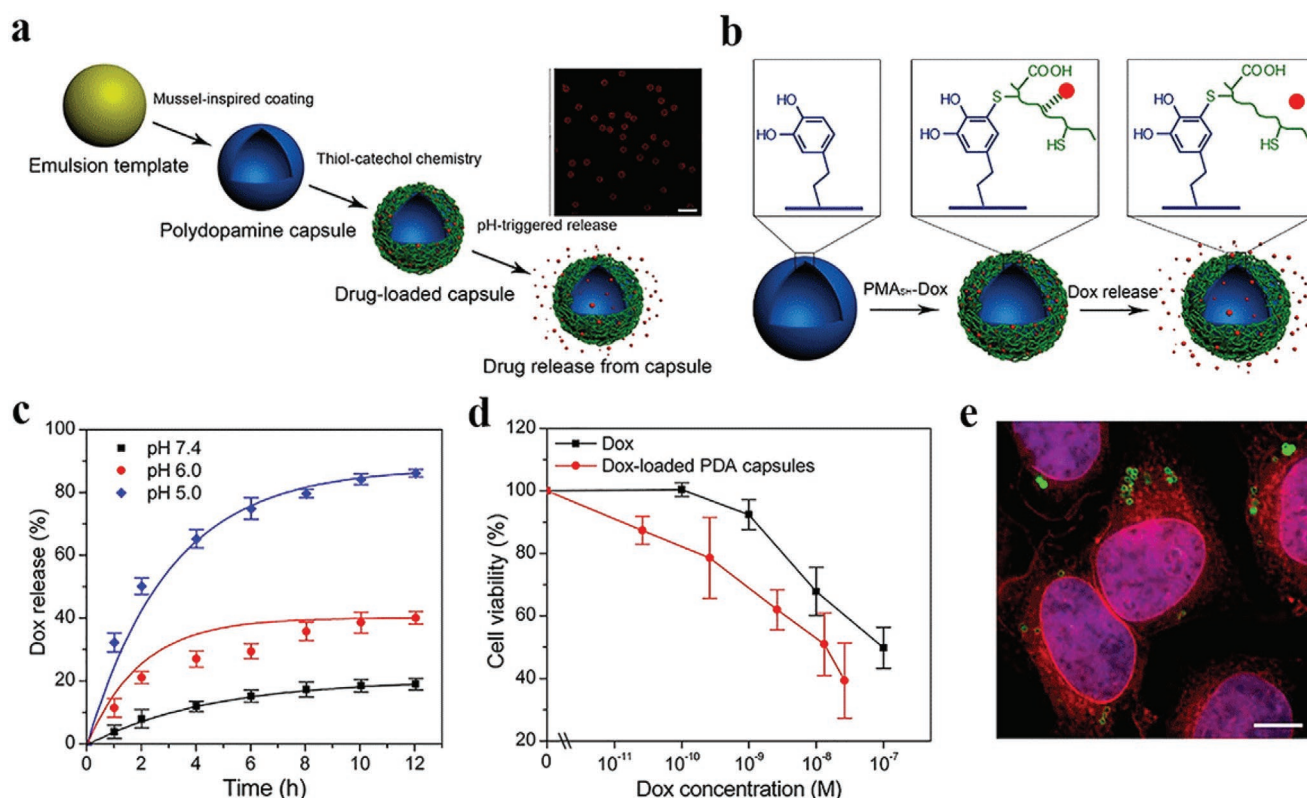 a
Emulsion template
Mussel-inspired coating
Polydopamine capsule
Thiol-catechol chemistry
Drug-loaded capsule
pH-triggered release
Drug release from capsule
b
HO
HO
COOH
S
HO
HO
HS
COOH
S
HO
HO
HS
PMASH-Dox
Dox release
c
Dox release (%)
100
80
60
40
20
0
pH 7.4
pH 6.0
pH 5.0
0 2 4 6 8 10 12
Time (h)
d
Cell viability (%)
120
100
80
60
40
20
Dox
Dox-loaded PDA capsules
0 10⁻¹¹ 10⁻¹⁰ 10⁻⁹ 10⁻⁸ 10⁻⁷
Dox concentration (M)
e